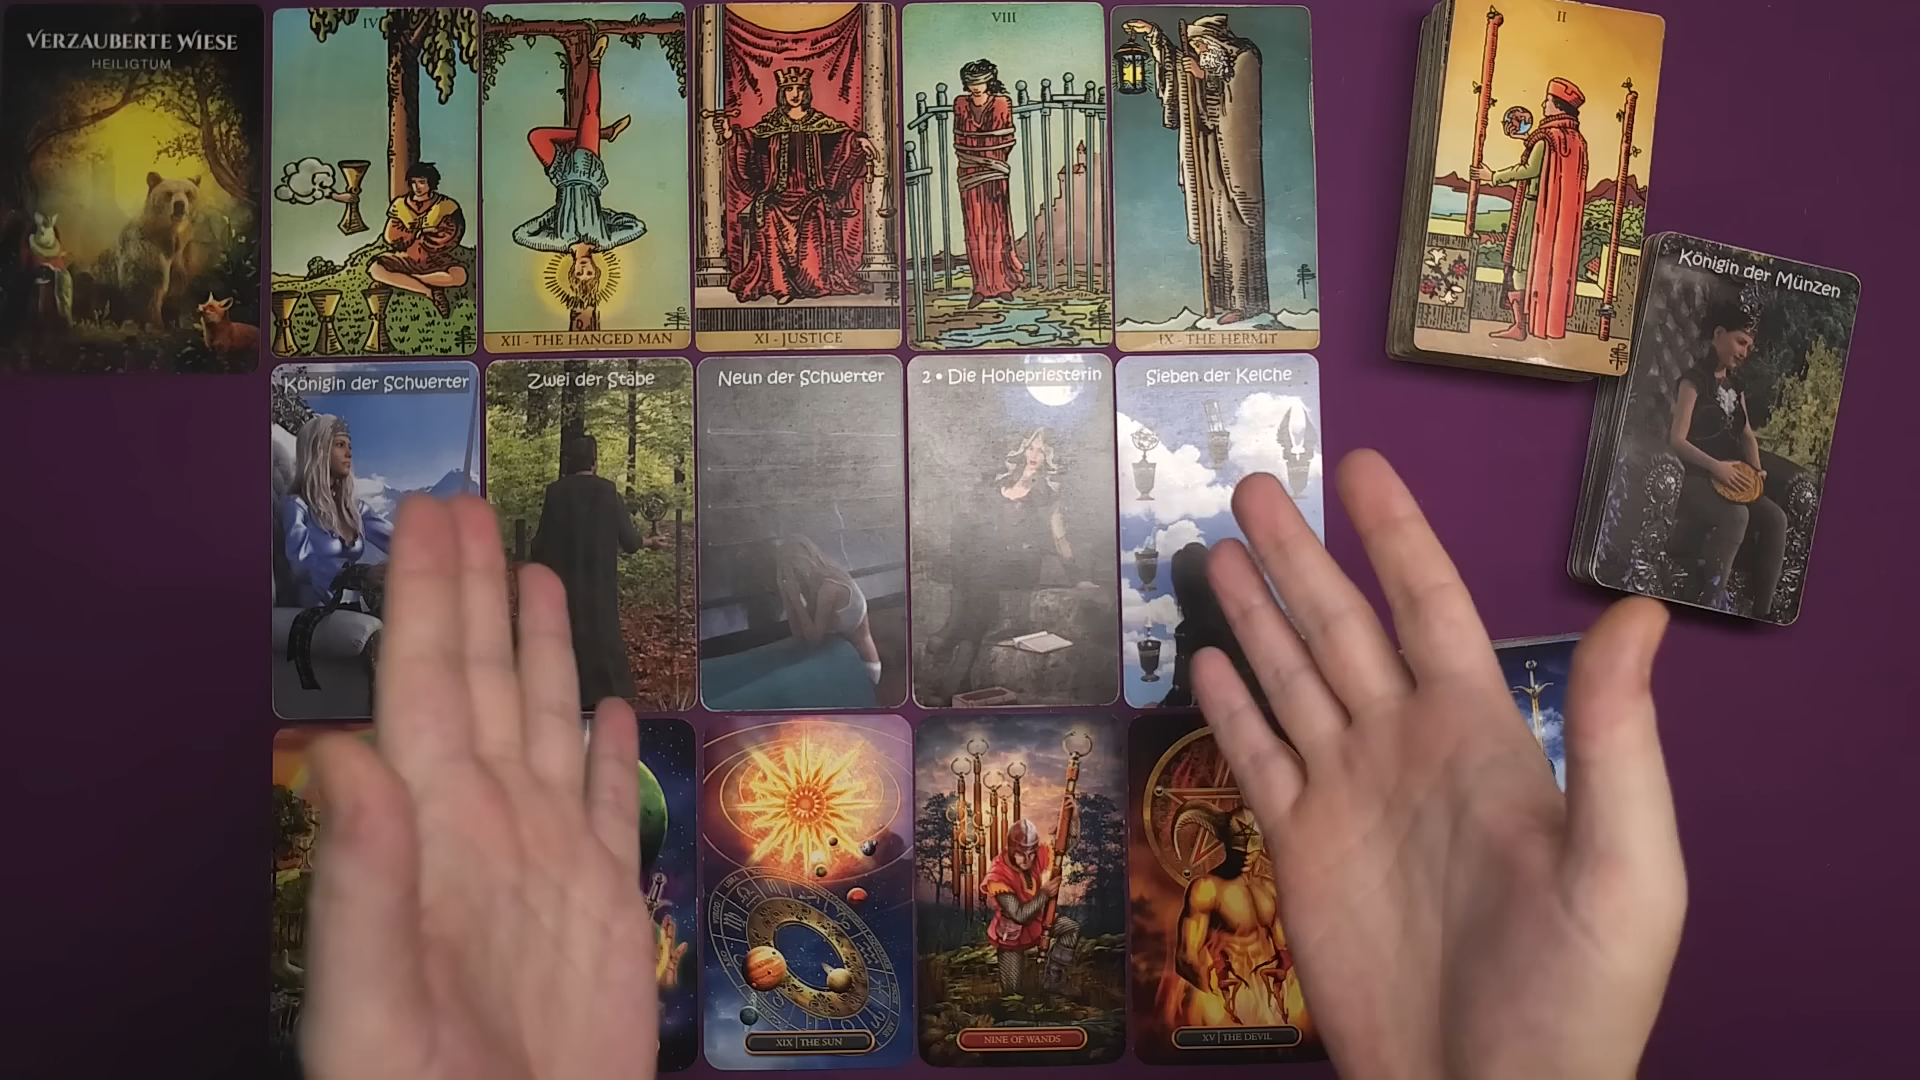 VERZAUBERTE WIESE
HEILIGTUM
IV
XII - THE HANGED MAN
XI - JUSTICE
VIII
IX - THE HERMIT
II
Königin der Münzen
Königin der Schwerter
Zwei der Stäbe
Neun der Schwerter
2 • Die Hohepriesterin
Sieben der Kelche
XIX | THE SUN
NINE OF WANDS
XV | THE DEVIL